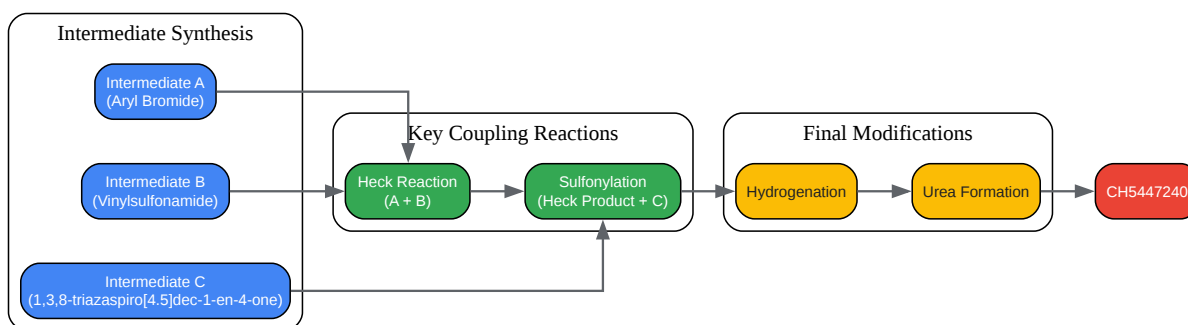 Intermediate Synthesis
Intermediate A
(Aryl Bromide)
Intermediate B
(Vinylsulfonamide)
Intermediate C
(1,3,8-triazaspiro[4.5]dec-1-en-4-one)
Key Coupling Reactions
Heck Reaction
(A + B)
Sulfonylation
(Heck Product + C)
Final Modifications
Hydrogenation
Urea Formation
CH5447240